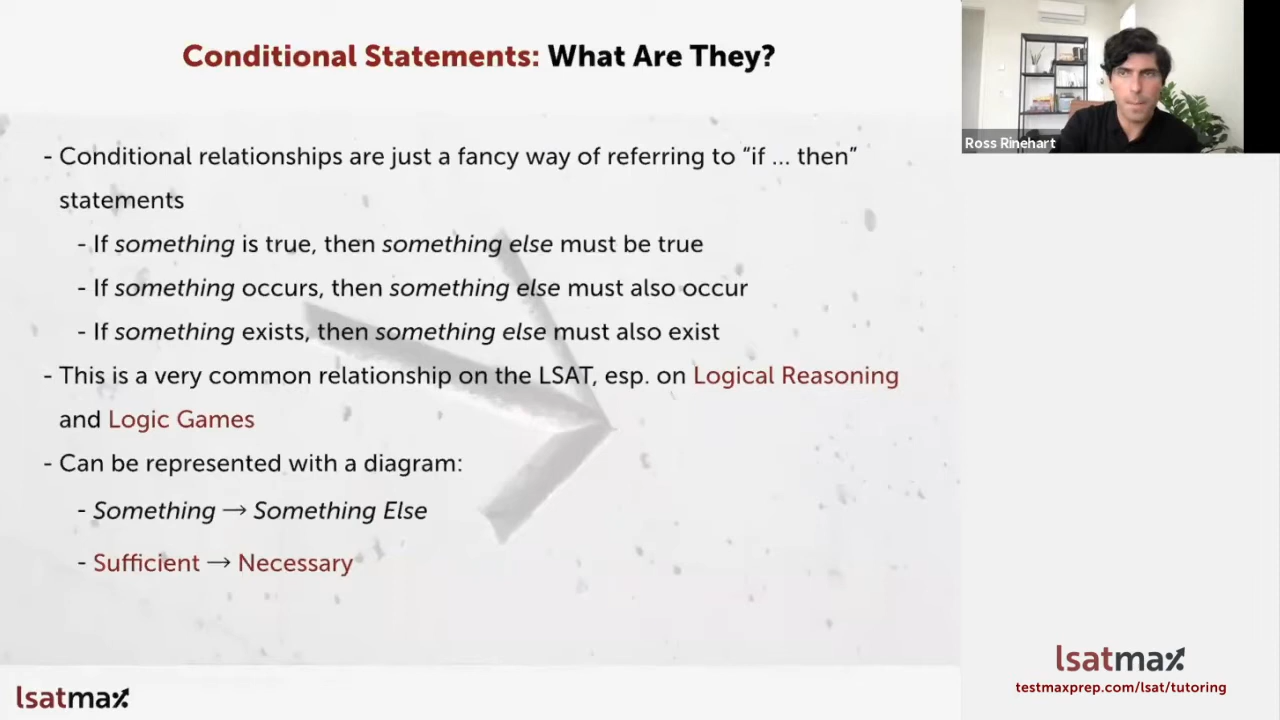 Conditional Statements: What Are They?
- Conditional relationships are just a fancy way of referring to “if ... then”
statements
- If something is true, then something else must be true
- If something occurs, then something else must also occur
- If something exists, then something else must also exist
- This is a very common relationship on the LSAT, esp. on Logical Reasoning
and Logic Games
- Can be represented with a diagram:
- Something → Something Else
- Sufficient → Necessary
lsatmax
Ross Rinehart
lsatmax
testmaxprep.com/lsat/tutoring